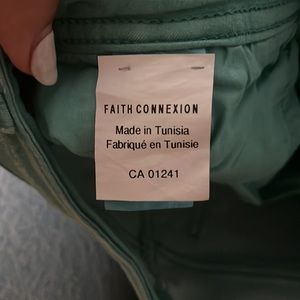 FAITH CONNEXION
Made in Tunisia
Fabriqué en Tunisie
CA 01241